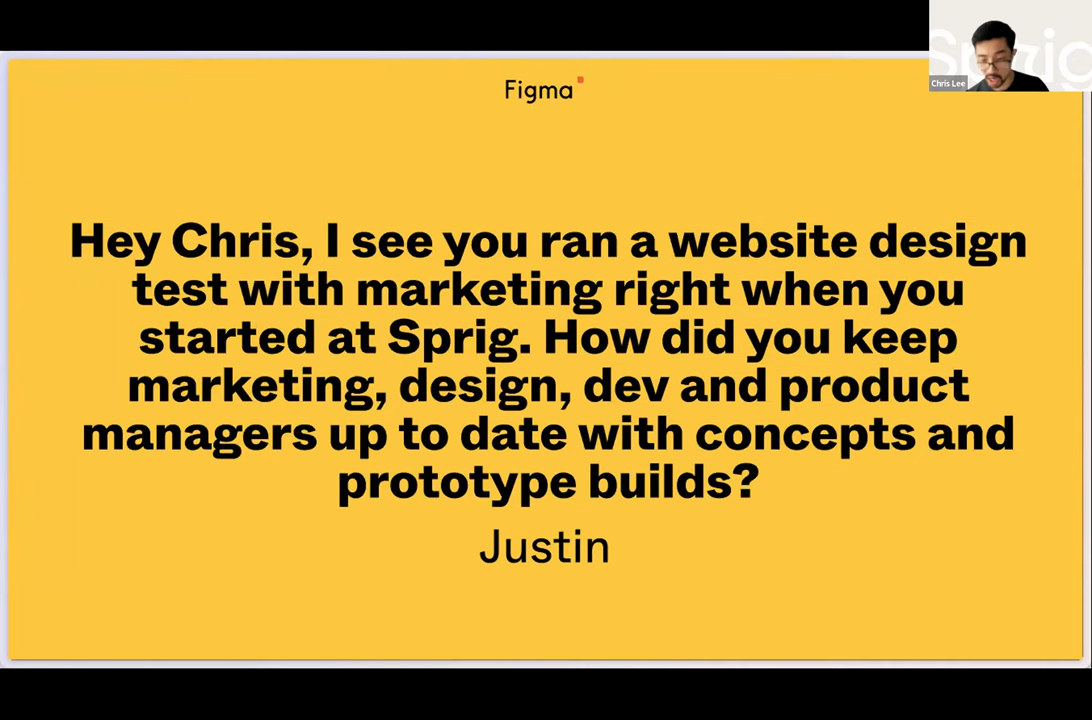 Figma
Sprig
Chris Lee
Hey Chris, I see you ran a website design
test with marketing right when you
started at Sprig. How did you keep
marketing, design, dev and product
managers up to date with concepts and
prototype builds?
Justin